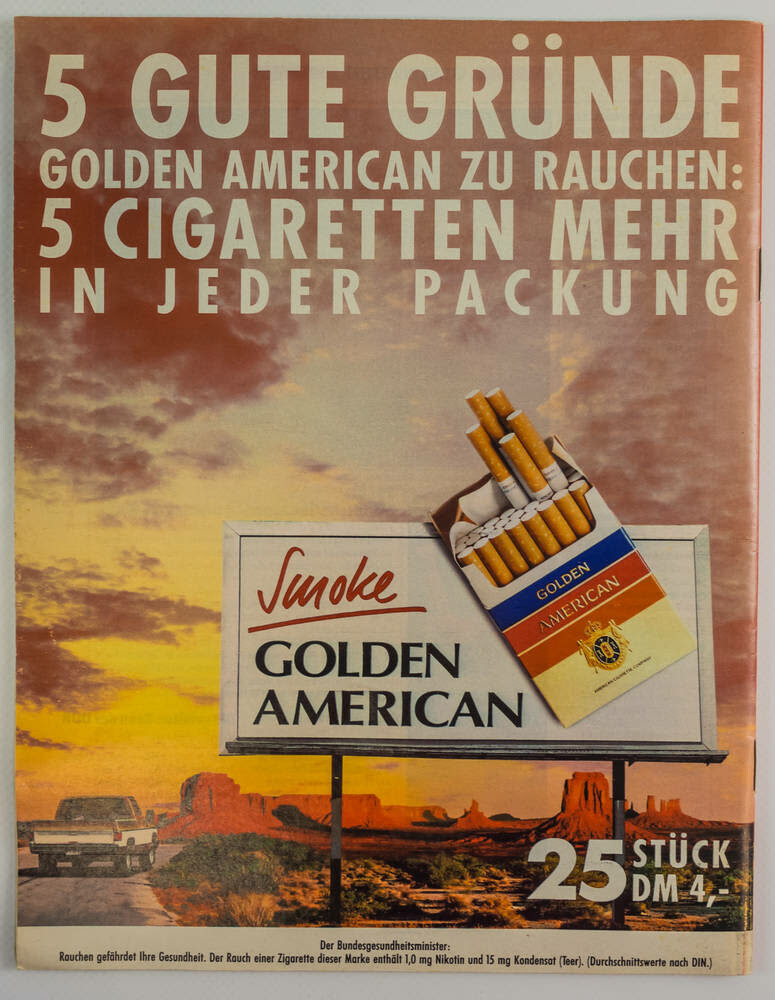 5 GUTE GRÜNDE
GOLDEN AMERICAN ZU RAUCHEN:
5 CIGARETTEN MEHR
IN JEDER PACKUNG
Smoke
GOLDEN
AMERICAN
GOLDEN
AMERICAN
25 STÜCK
DM 4,-
Der Bundesgesundheitsminister:
Rauchen gefährdet Ihre Gesundheit. Der Rauch einer Zigarette dieser Marke enthält 1,0 mg Nikotin und 15 mg Kondensat (Teer). (Durchschnittswerte nach DIN.)